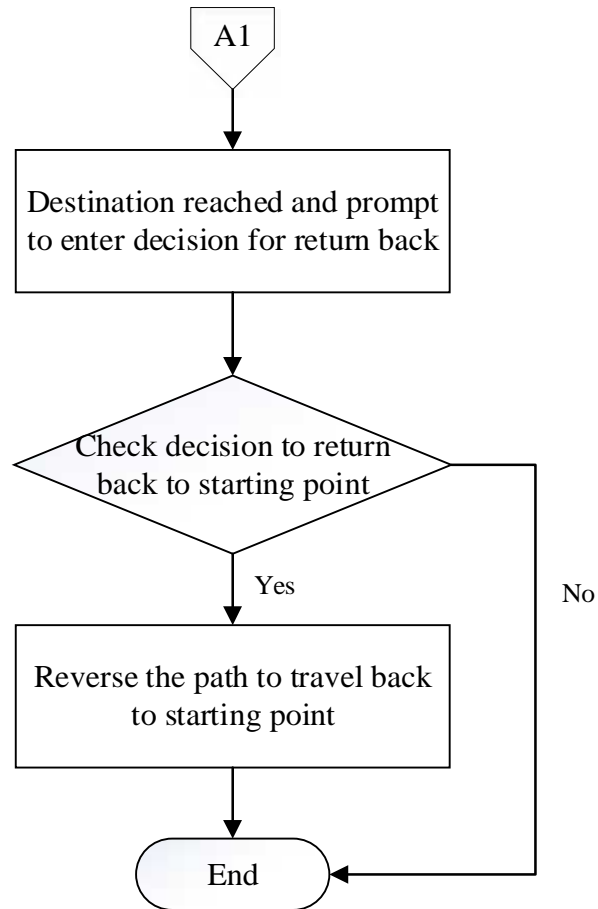 A1
Destination reached and prompt
to enter decision for return back
Check decision to return
back to starting point
Yes
No
Reverse the path to travel back
to starting point
End